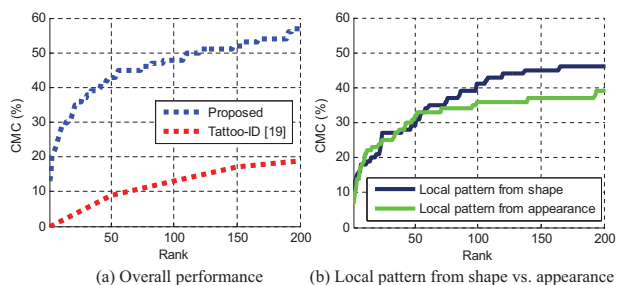 60
50
40
30
20
10
0
CMC (%)
Proposed
Tattoo-ID [19]
50
100
150
200
Rank
(a) Overall performance
60
50
40
30
20
10
0
CMC (%)
Local pattern from shape
Local pattern from appearance
50
100
150
200
Rank
(b) Local pattern from shape vs. appearance